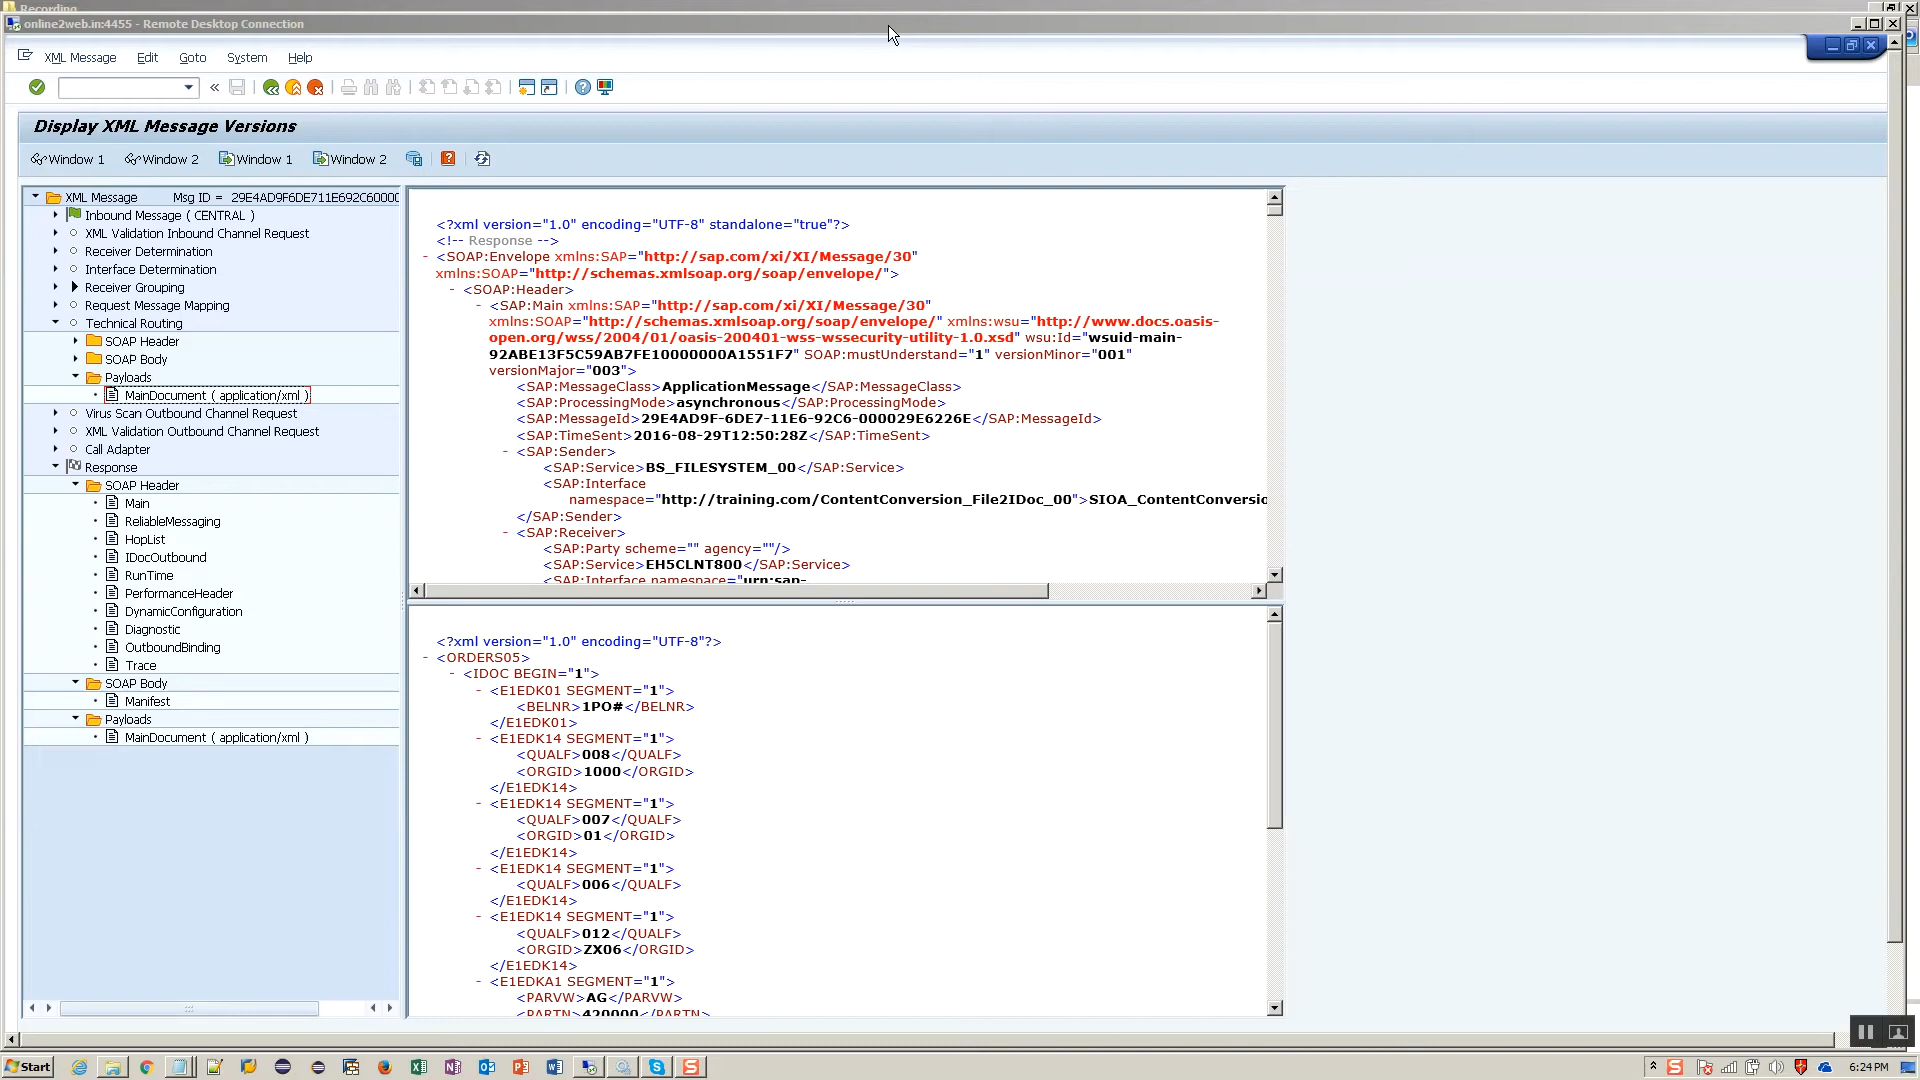 Recording
online2web.in:4455 - Remote Desktop Connection
XML Message Edit Goto System Help
Display XML Message Versions
Window 1 Window 2 Window 1 Window 2
XML Message Msg ID = 29E4AD9F6DE711E692C60000
Inbound Message ( CENTRAL )
XML Validation Inbound Channel Request
Receiver Determination
Interface Determination
Receiver Grouping
Request Message Mapping
Technical Routing
SOAP Header
SOAP Body
Payloads
MainDocument ( application/xml )
Virus Scan Outbound Channel Request
XML Validation Outbound Channel Request
Call Adapter
Response
SOAP Header
Main
ReliableMessaging
HopList
IDocOutbound
RunTime
PerformanceHeader
DynamicConfiguration
Diagnostic
OutboundBinding
Trace
SOAP Body
Manifest
Payloads
MainDocument ( application/xml )
<?xml version="1.0" encoding="UTF-8" standalone="true"?>
<!-- Response -->
- <SOAP:Envelope xmlns:SAP="http://sap.com/xi/XI/Message/30"
xmlns:SOAP="http://schemas.xmlsoap.org/soap/envelope/">
- <SOAP:Header>
- <SAP:Main xmlns:SAP="http://sap.com/xi/XI/Message/30"
xmlns:SOAP="http://schemas.xmlsoap.org/soap/envelope/" xmlns:wsu="http://www.docs.oasis-
open.org/wss/2004/01/oasis-200401-wss-wssecurity-utility-1.0.xsd" wsu:Id="wsuid-main-
92ABE13F5C59AB7FE10000000A1551F7" SOAP:mustUnderstand="1" versionMinor="001"
versionMajor="003">
<SAP:MessageClass>ApplicationMessage</SAP:MessageClass>
<SAP:ProcessingMode>asynchronous</SAP:ProcessingMode>
<SAP:MessageId>29E4AD9F-6DE7-11E6-92C6-000029E6226E</SAP:MessageId>
<SAP:TimeSent>2016-08-29T12:50:28Z</SAP:TimeSent>
- <SAP:Sender>
<SAP:Service>BS_FILESYSTEM_00</SAP:Service>
<SAP:Interface
namespace="http://training.com/ContentConversion_File2IDoc_00">SIOA_ContentConversio
</SAP:Sender>
- <SAP:Receiver>
<SAP:Party scheme="" agency=""/>
<SAP:Service>EH5CLNT800</SAP:Service>
<SAP:Interface namespace="urn:sap-
<?xml version="1.0" encoding="UTF-8"?>
- <ORDERS05>
- <IDOC BEGIN="1">
- <E1EDK01 SEGMENT="1">
<BELNR>1PO#</BELNR>
</E1EDK01>
- <E1EDK14 SEGMENT="1">
<QUALF>008</QUALF>
<ORGID>1000</ORGID>
</E1EDK14>
- <E1EDK14 SEGMENT="1">
<QUALF>007</QUALF>
<ORGID>01</ORGID>
</E1EDK14>
- <E1EDK14 SEGMENT="1">
<QUALF>006</QUALF>
</E1EDK14>
- <E1EDK14 SEGMENT="1">
<QUALF>012</QUALF>
<ORGID>ZX06</ORGID>
</E1EDK14>
- <E1EDKA1 SEGMENT="1">
<PARVW>AG</PARVW>
<PARTN>420000</PARTN>
Start 6:24 PM